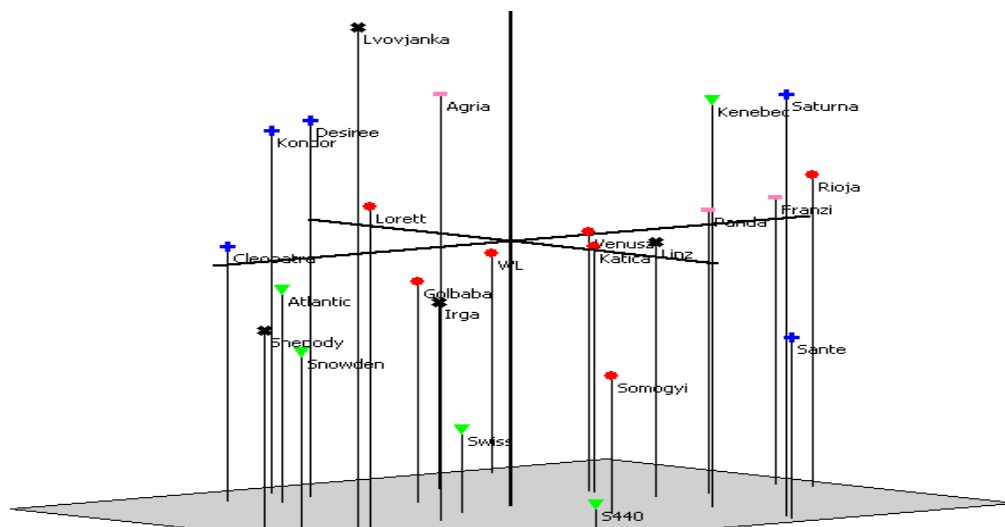 Lvovjanka
Agria
Saturna
Kenebec
Desiree
Kondor
Rioja
Franzi
Lorett
Panda
Venusa
Katica
Linz
Cleopatra
WL
Golbaba
Atlantic
Irga
Shepody
Sante
Snowden
Somogyi
Swiss
S440